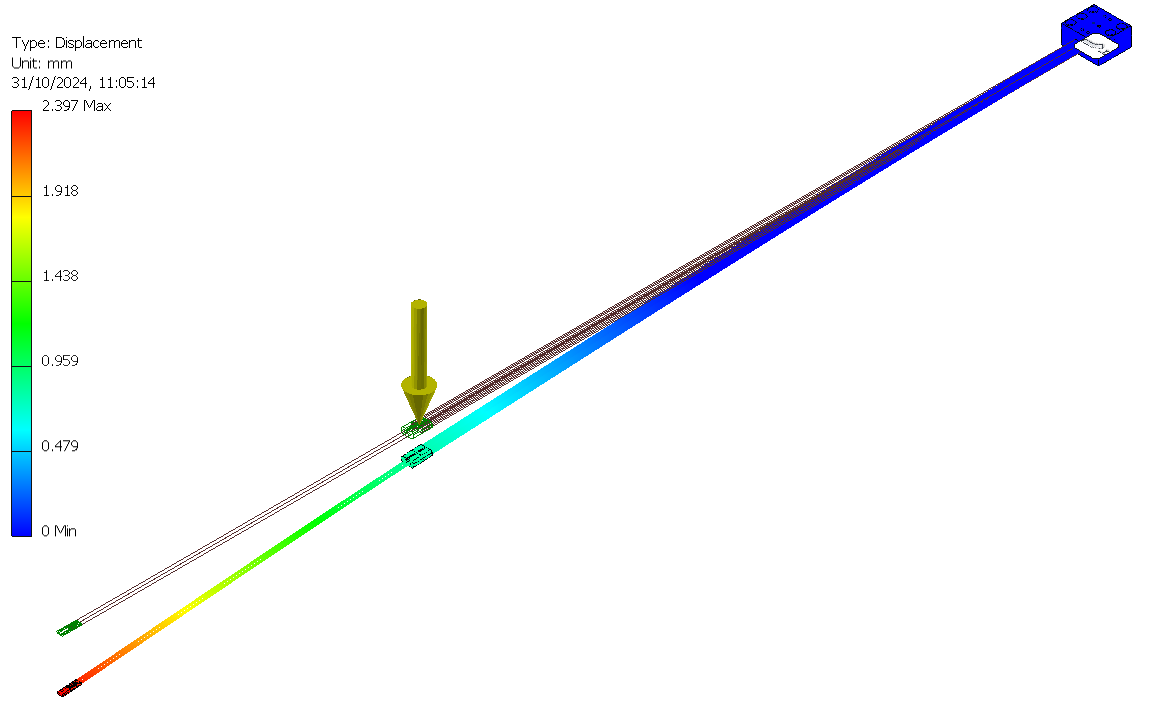 Type: Displacement
Unit: mm
31/10/2024, 11:05:14
2.397 Max
1.918
1.438
0.959
0.479
0 Min